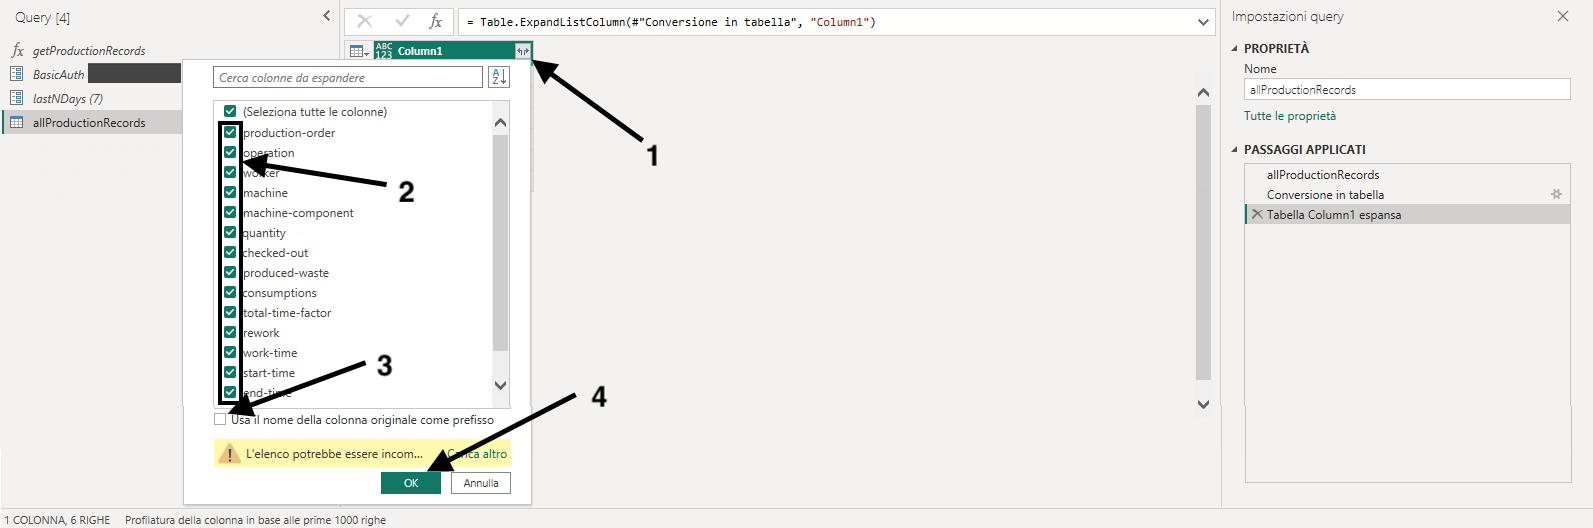 Query [4]
fx getProductionRecords
BasicAuth
lastNDays (7)
allProductionRecords
fx = Table.ExpandListColumn(#"Conversione in tabella", "Column1")
ABC
123
Column1
Cerca colonne da espandere
A
Z
(Seleziona tutte le colonne)
production-order
operation
worker
machine
machine-component
quantity
checked-out
produced-waste
consumptions
total-time-factor
rework
work-time
start-time
end-time
Usa il nome della colonna originale come prefisso
L'elenco potrebbe essere incom... Carica altro
OK Annulla
1
2
3
4
Impostazioni query
PROPRIETÀ
Nome
allProductionRecords
Tutte le proprietà
PASSAGGI APPLICATI
allProductionRecords
Conversione in tabella
Tabella Column1 espansa
1 COLONNA, 6 RIGHE Profilatura della colonna in base alle prime 1000 righe